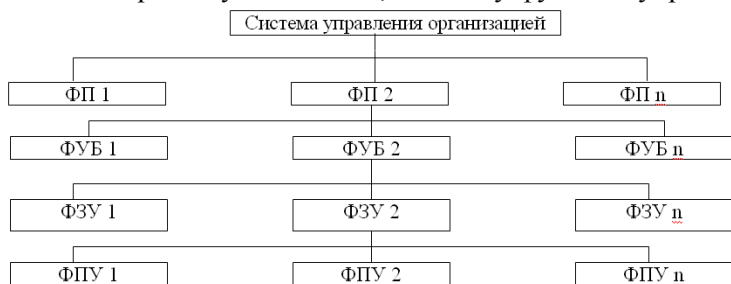 Система управления организацией
ФП 1 ФП 2 ФП n
ФУБ 1 ФУБ 2 ФУБ n
ФЗУ 1 ФЗУ 2 ФЗУ n
ФПУ 1 ФПУ 2 ФПУ n